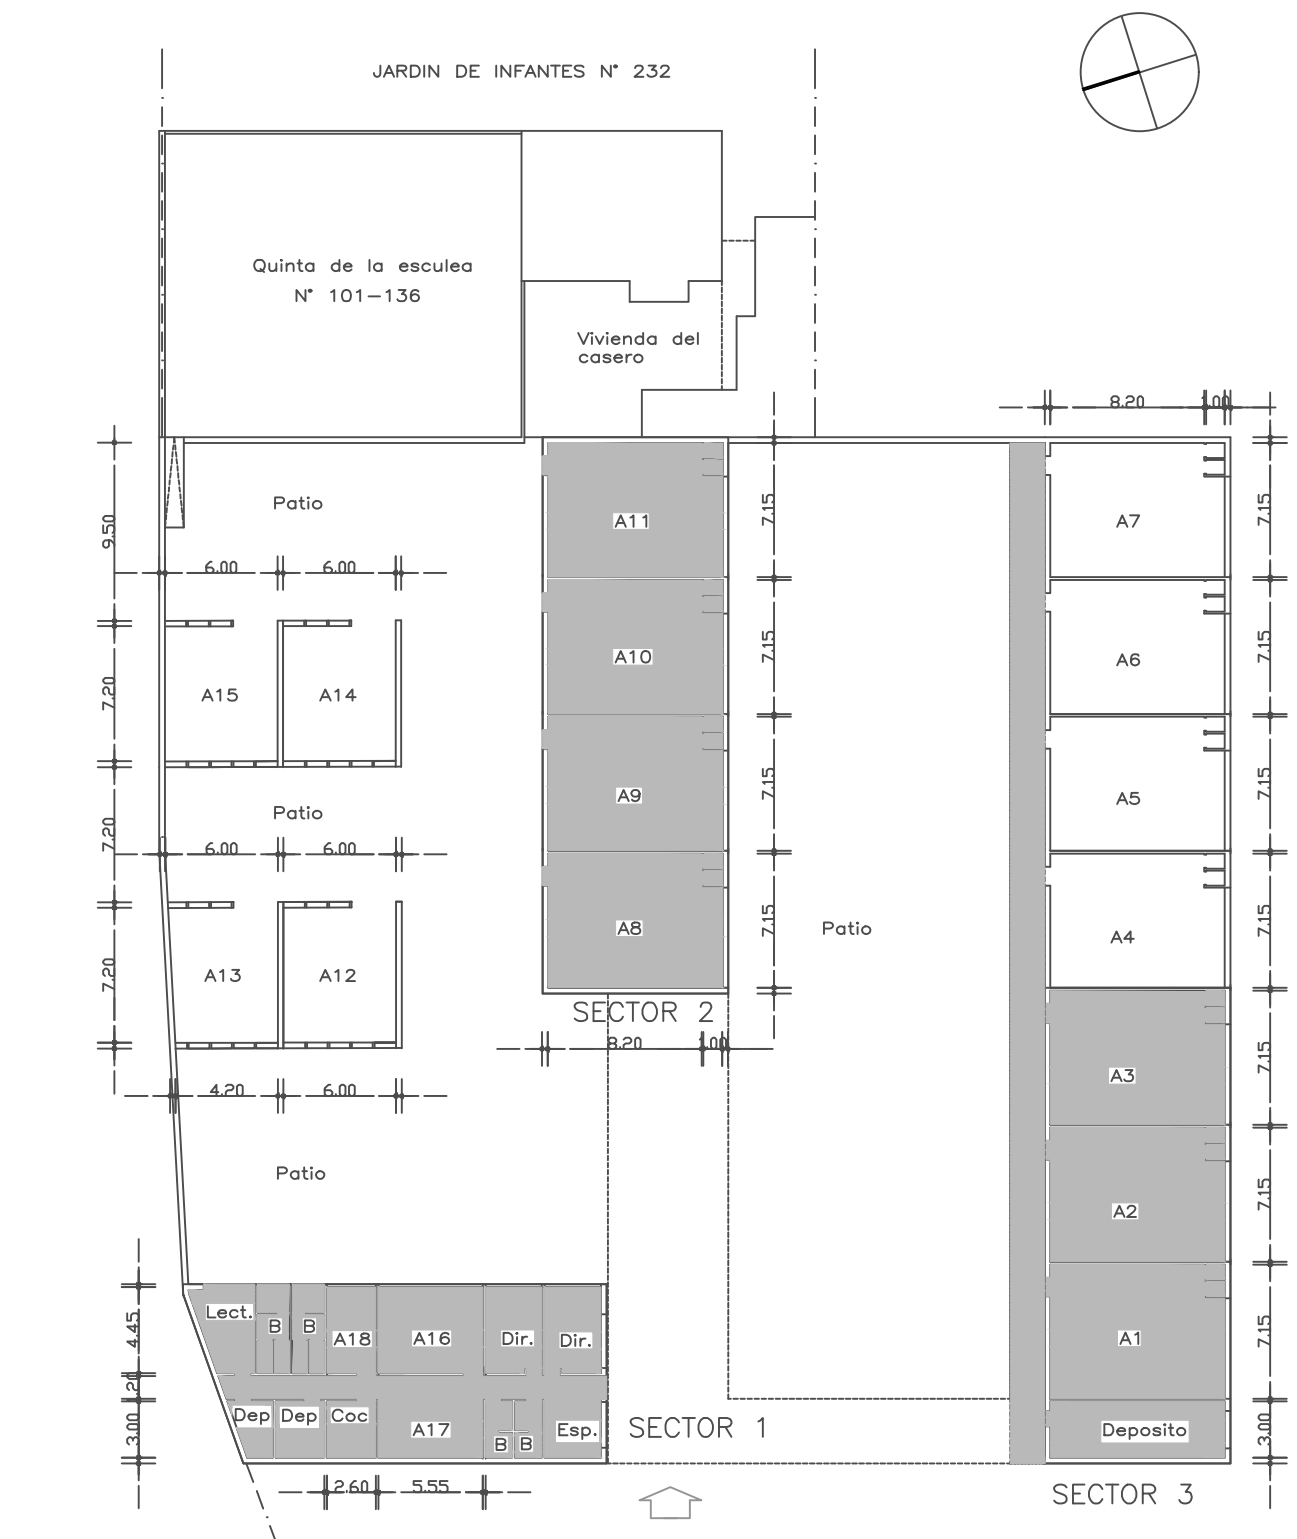 JARDIN DE INFANTES N° 232
Quinta de la esculea
N° 101-136
Vivienda del
casero
8.20
1.00
Patio
9.50
7.15
A11
A7
7.15
6.00
6.00
7.15
A10
A6
7.15
7.20
A15
A14
7.15
A9
A5
7.15
7.20
Patio
6.00
6.00
7.15
A8
Patio
A4
7.15
7.20
A13
A12
SECTOR 2
8.20
1.00
A3
7.15
4.20
6.00
Patio
A2
7.15
4.45
Lect.
B
B
A18
A16
Dir.
Dir.
A1
7.15
1.20
3.00
Dep
Dep
Coc
A17
B
B
Esp.
SECTOR 1
Deposito
3.00
2.60
5.55
SECTOR 3